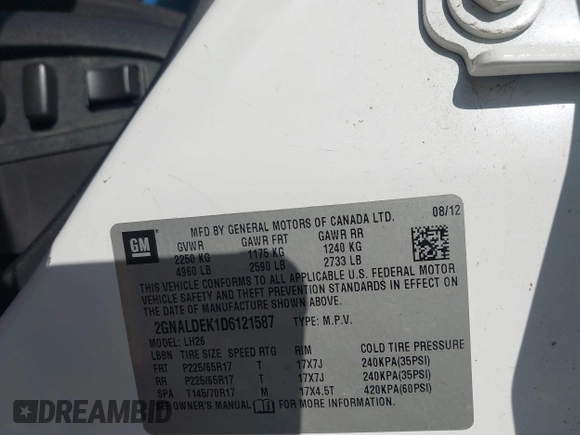 GM
MFD BY GENERAL MOTORS OF CANADA LTD.
08/12
GVWR GAWR FRT GAWR RR
2250 KG 1175 KG 1240 KG
4960 LB 2590 LB 2733 LB
THIS VEHICLE CONFORMS TO ALL APPLICABLE U.S. FEDERAL MOTOR
VEHICLE SAFETY AND THEFT PREVENTION STANDARDS IN EFFECT ON
THE DATE OF MANUFACTURE SHOWN ABOVE.
2GNALDEK1D6121587 TYPE: M.P.V.
MODEL: LH26
LBBN TIRE SIZE SPEED RTG RIM COLD TIRE PRESSURE
FRT P225/65R17 T 17X7J 240KPA(35PSI)
RR P225/65R17 T 17X7J 240KPA(35PSI)
SPA T145/70R17 M 17X4.5T 420KPA(60PSI)
SEE OWNER'S MANUAL FOR MORE INFORMATION.
DREAMBID